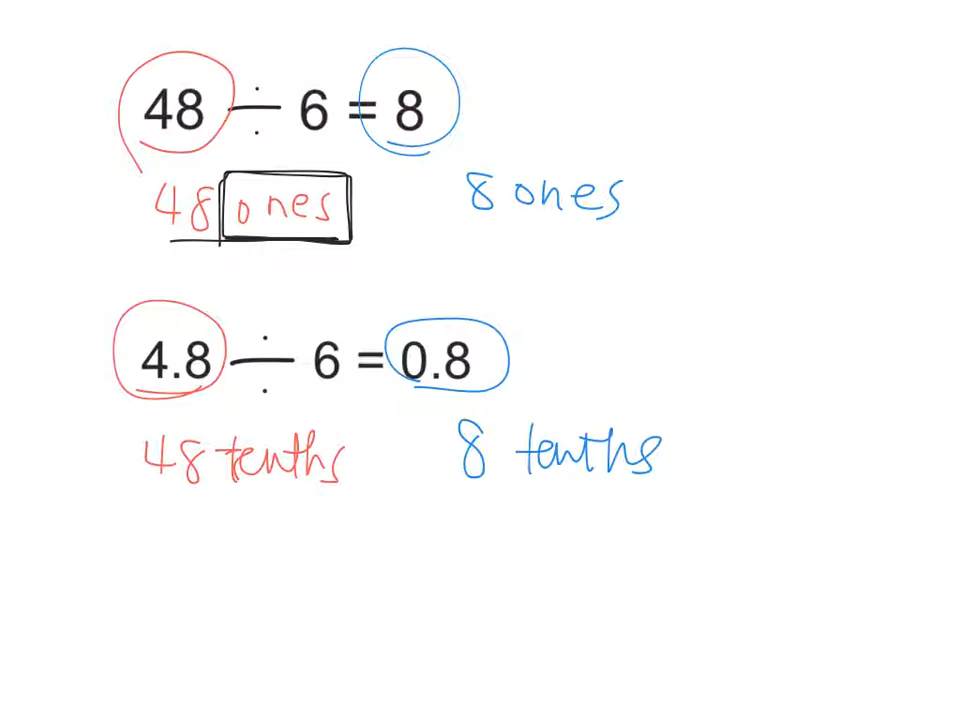 48 ÷ 6 = 8
48 ones 8 ones
4.8 ÷ 6 = 0.8
48 tenths 8 tenths